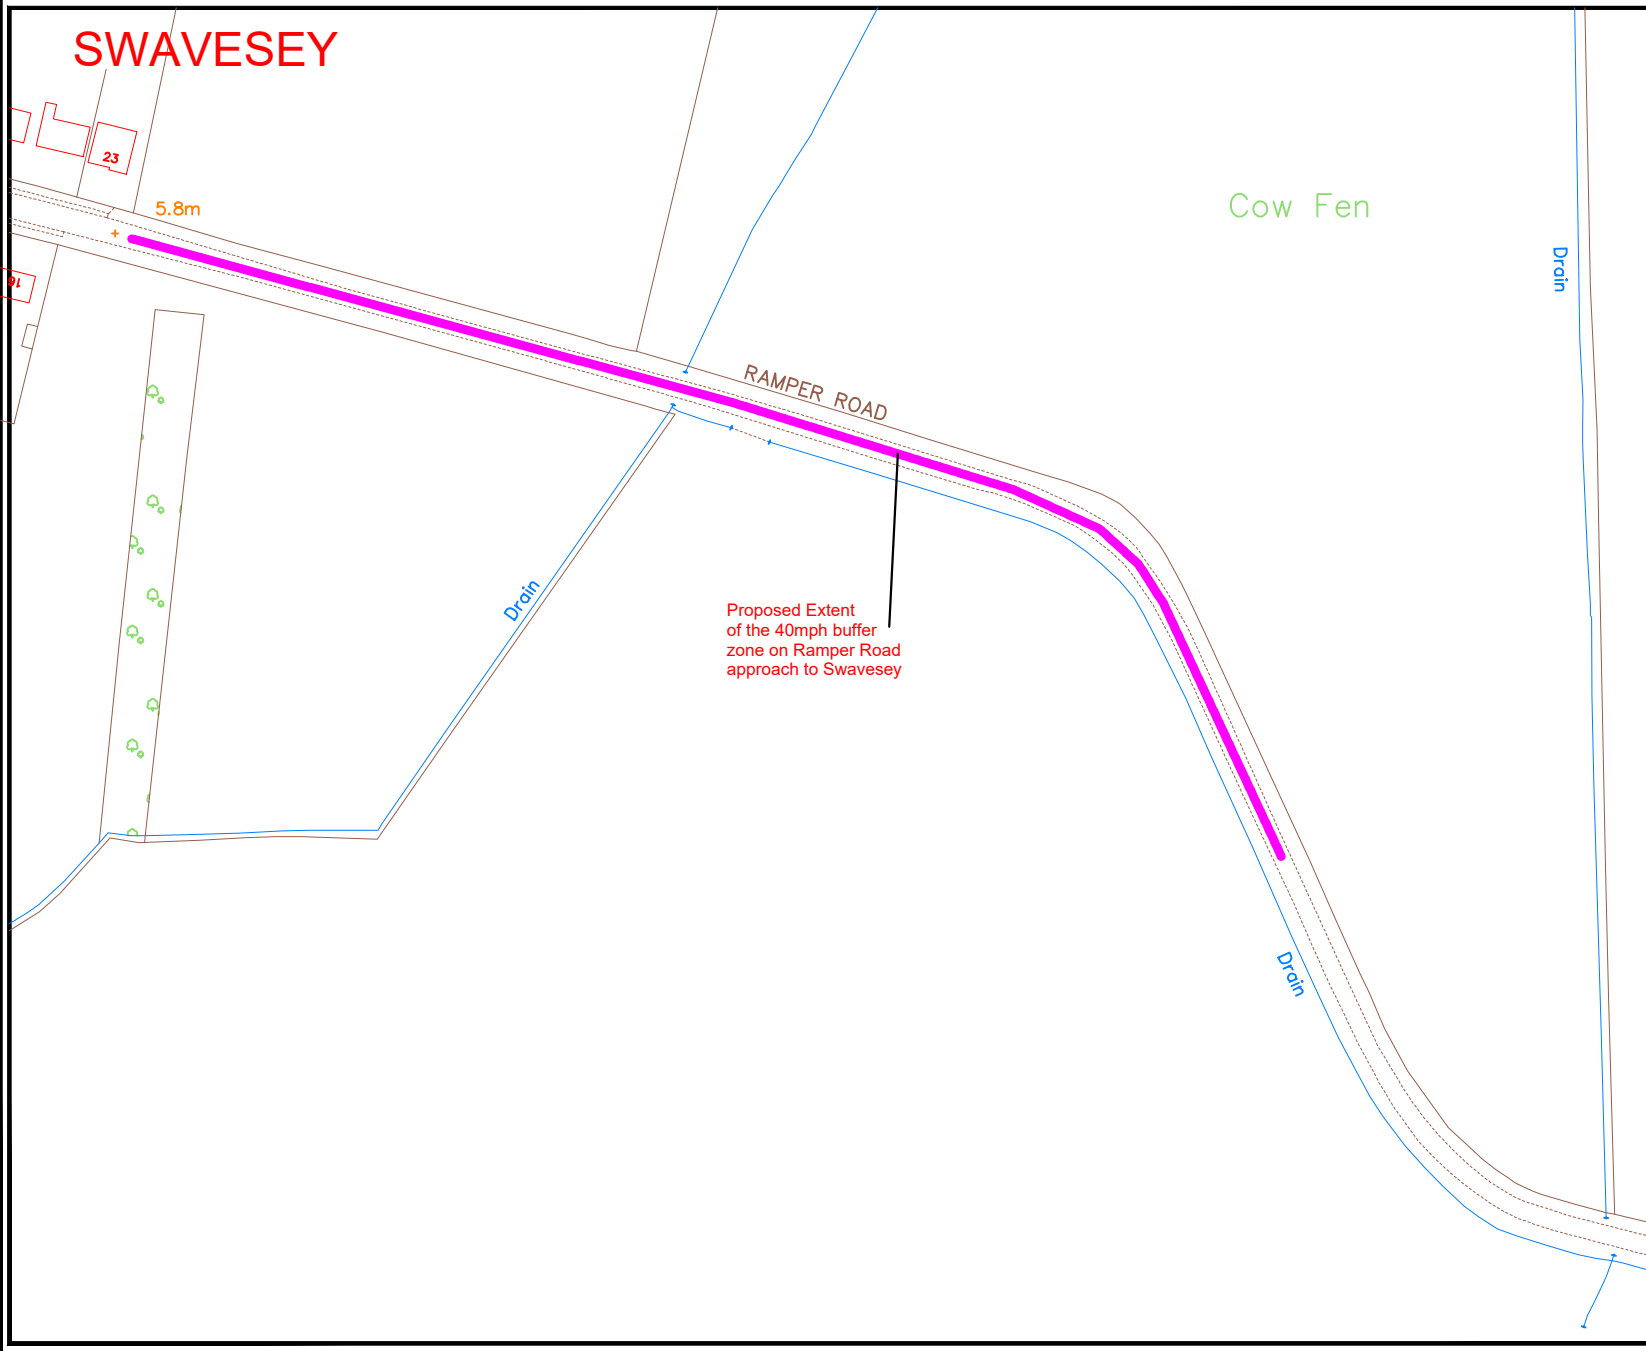 SWAVESEY
23
5.8m
Cow Fen
Drain
16
RAMPER ROAD
Drain
Proposed Extent
of the 40mph buffer
zone on Ramper Road
approach to Swavesey
Drain